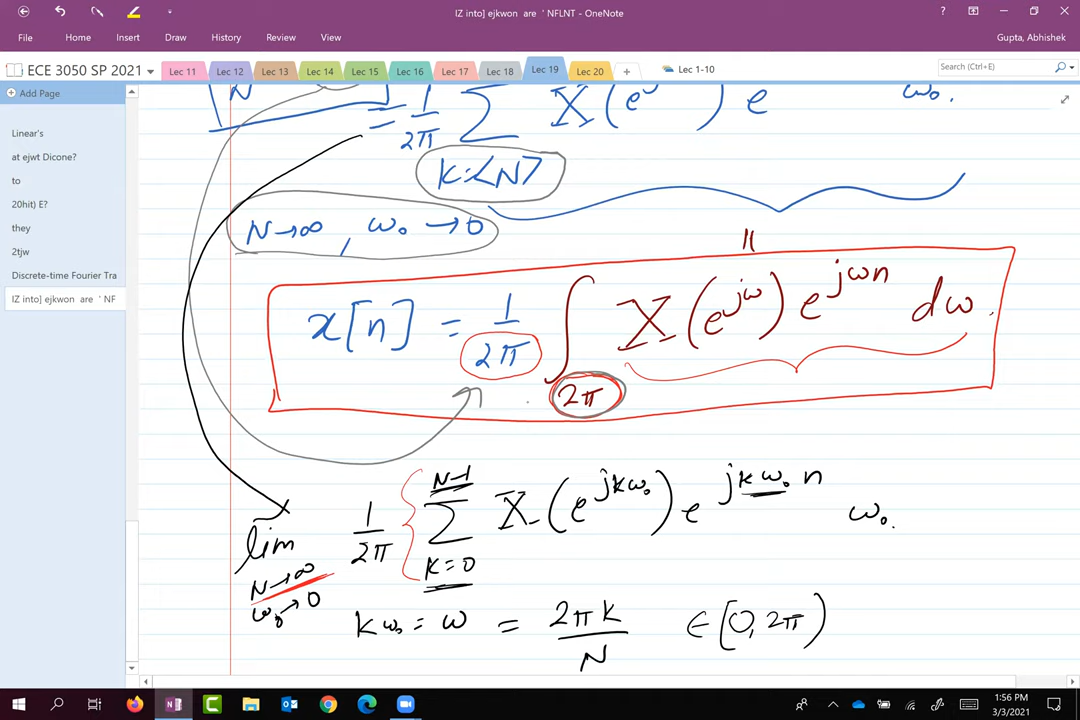 IZ into] ejkwon are ' NFLNT - OneNote
Gupta, Abhishek
File Home Insert Draw History Review View
ECE 3050 SP 2021
Lec 11 Lec 12 Lec 13 Lec 14 Lec 15 Lec 16 Lec 17 Lec 18 Lec 19 Lec 20 + Lec 1-10
Search (Ctrl+E)
Add Page
Linear's
at ejwt Dicone?
to
20hit) E?
they
2tjw
Discrete-time Fourier Tra
IZ into] ejkwon are ' NF
N = 1/2π ∑ X(e^j ) e ω₀.
k=<N>
N→∞, ω₀ →0
||
x[n] = 1/2π ∫_2π X(e^jω) e^jωn dω.
lim N→∞ ω₀→0 1/2π { ∑ k=0 N-1 X(e^jkω₀) e^jkω₀n ω₀.
kω₀ = ω = 2πk/N ∈ [0, 2π)
1:56 PM
3/3/2021